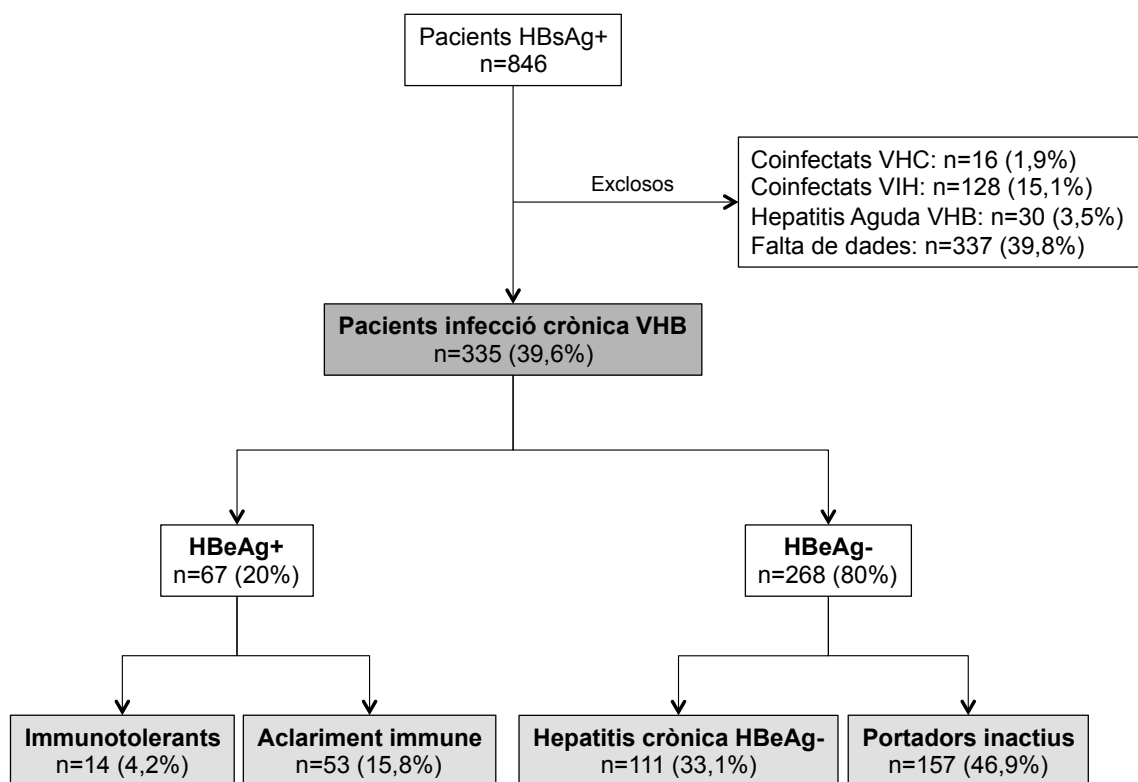 Pacients HBsAg+
n=846
Exclosos
Coinfectats VHC: n=16 (1,9%)
Coinfectats VIH: n=128 (15,1%)
Hepatitis Aguda VHB: n=30 (3,5%)
Falta de dades: n=337 (39,8%)
Pacients infecció crònica VHB
n=335 (39,6%)
HBeAg+
n=67 (20%)
HBeAg-
n=268 (80%)
Immunotolerants
n=14 (4,2%)
Aclariment immune
n=53 (15,8%)
Hepatitis crònica HBeAg-
n=111 (33,1%)
Portadors inactius
n=157 (46,9%)